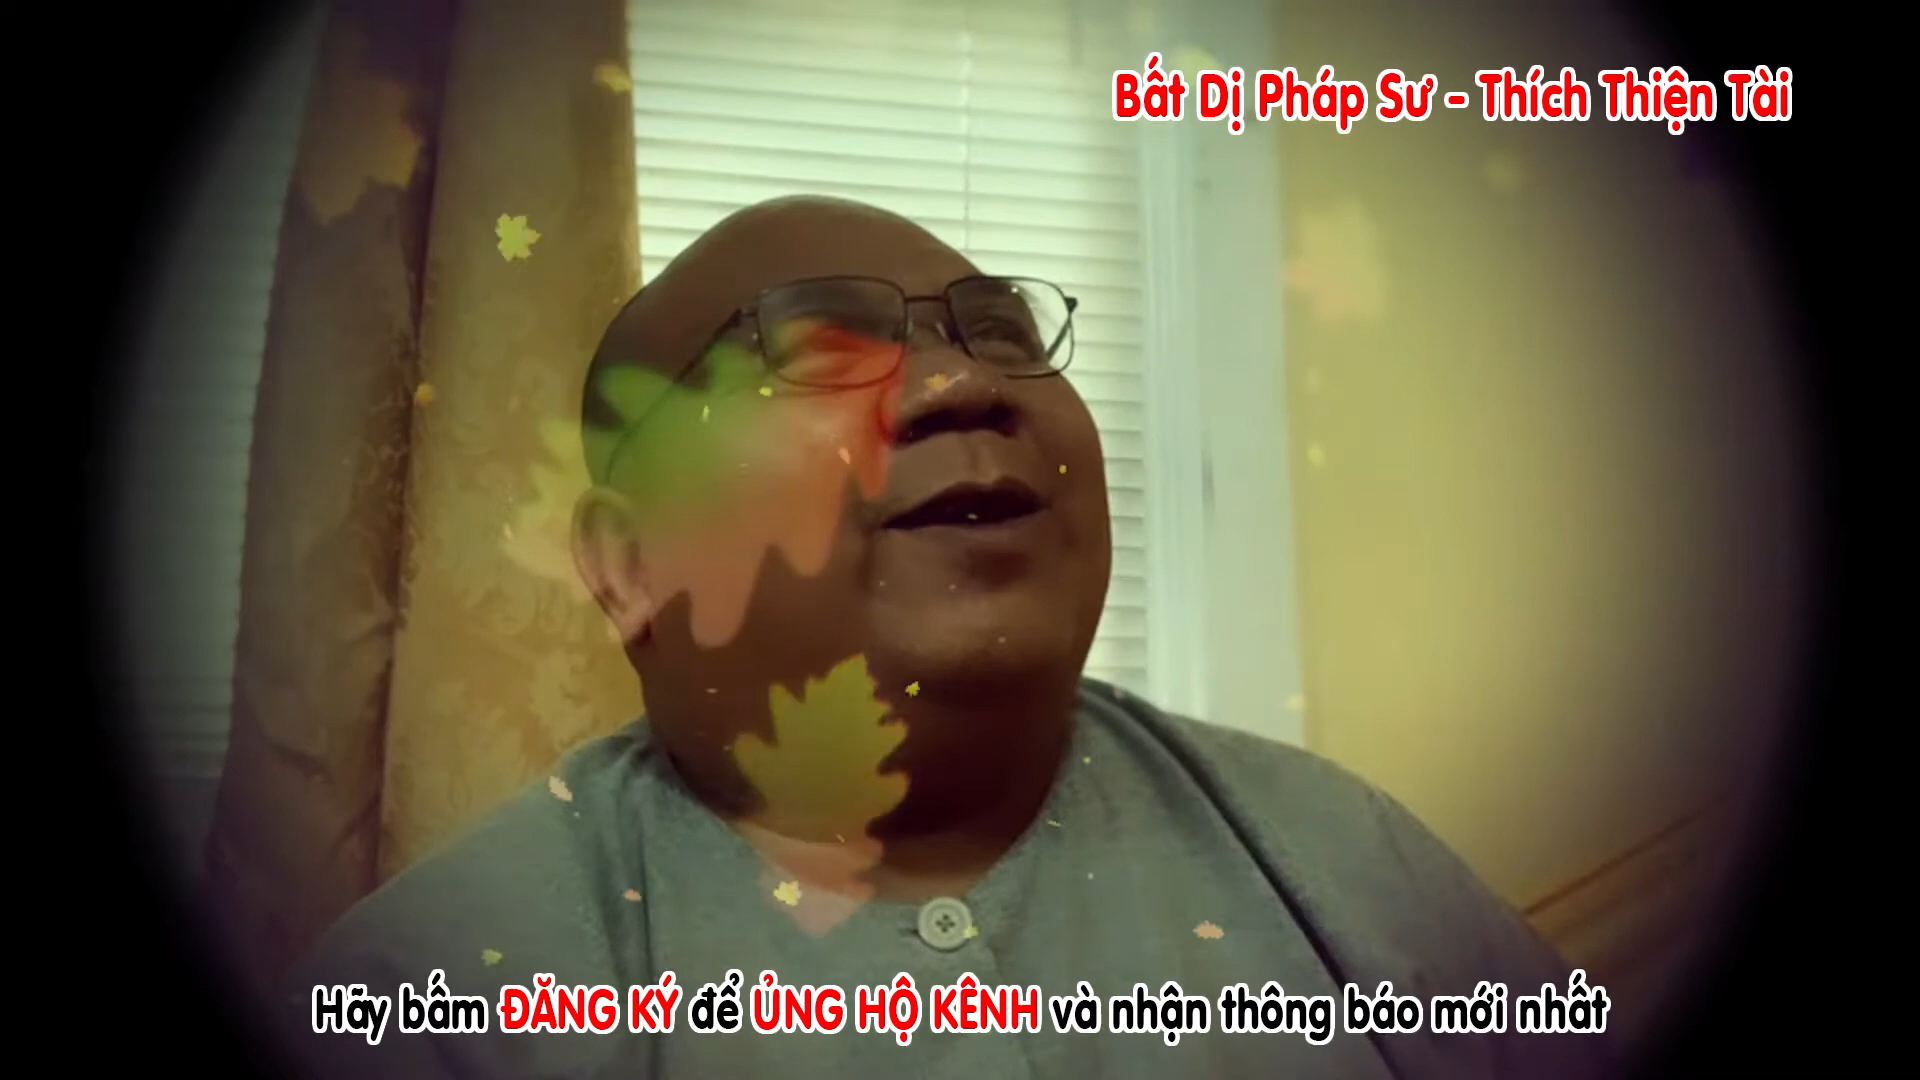 Bất Dị Pháp Sư - Thích Thiện Tài
Hãy bấm ĐĂNG KÝ để ỦNG HỘ KÊNH và nhận thông báo mới nhất